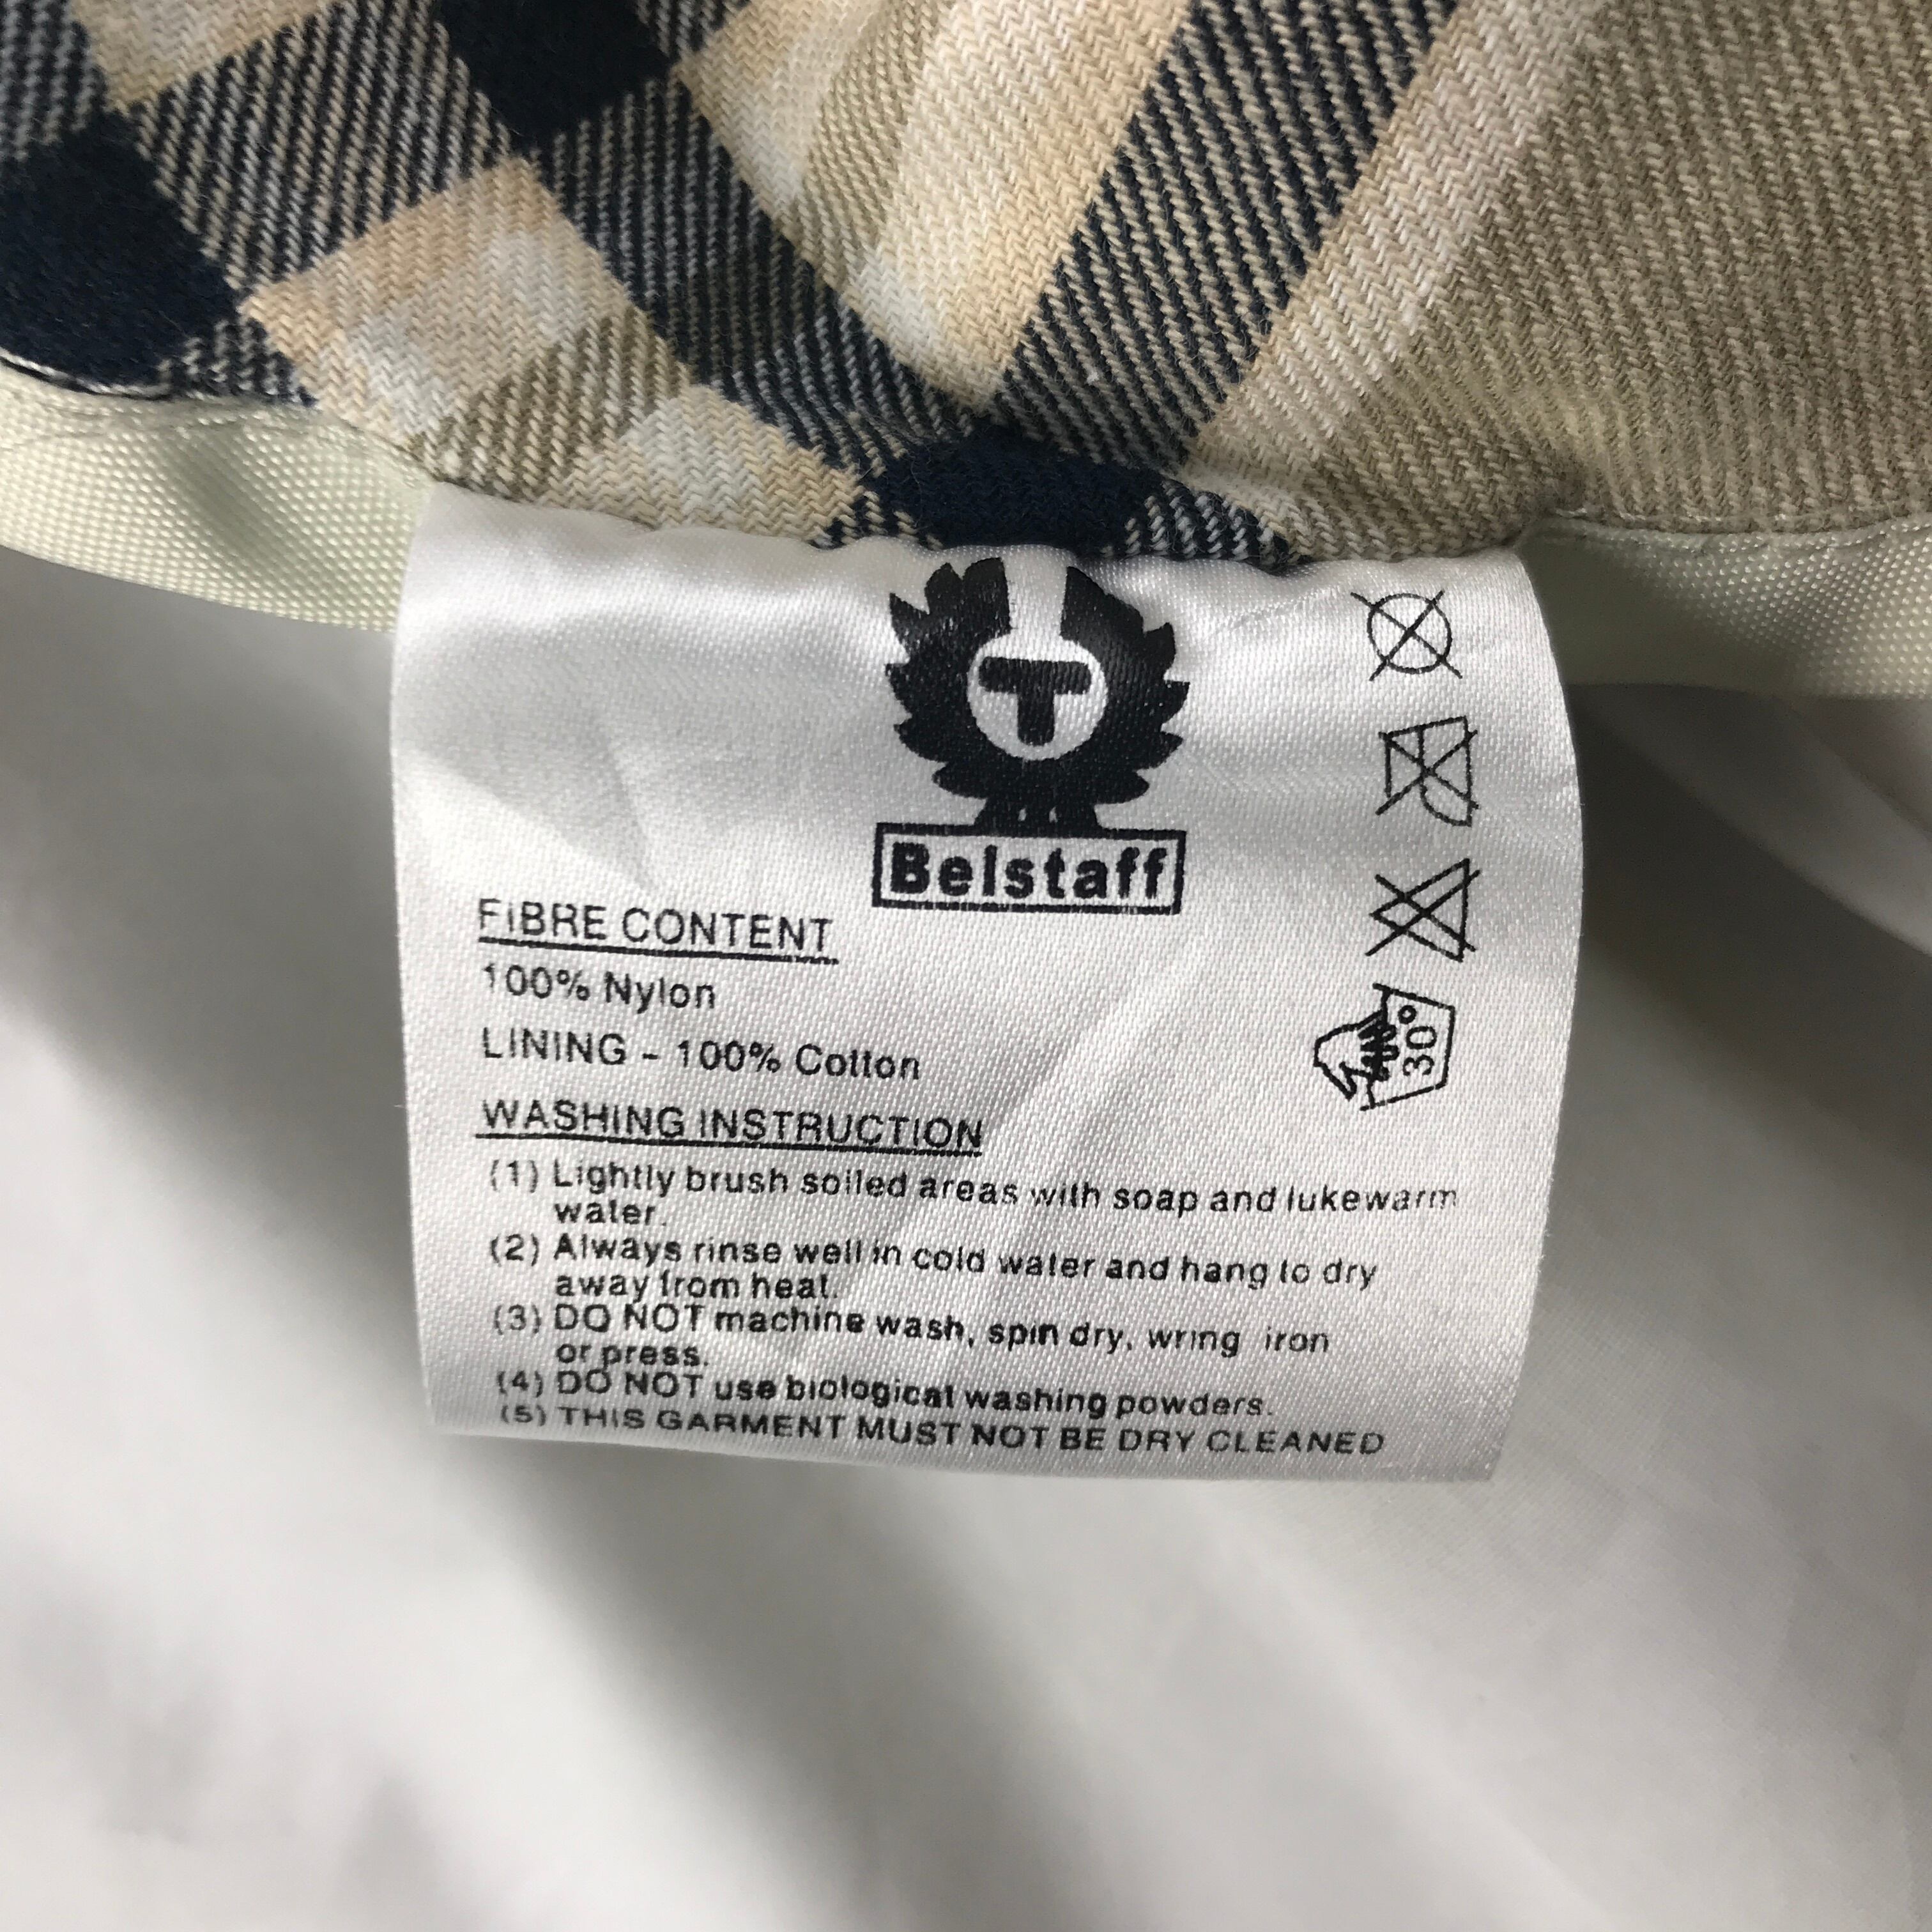 T
Belstaff
FIBRE CONTENT
100% Nylon
LINING - 100% Cotton
WASHING INSTRUCTION
(1) Lightly brush soiled areas with soap and lukewarm
water.
(2) Always rinse well in cold water and hang to dry
away from heat.
(3) DO NOT machine wash, spin dry, wring iron
or press.
(4) DO NOT use biological washing powders.
(5) THIS GARMENT MUST NOT BE DRY CLEANED
30°